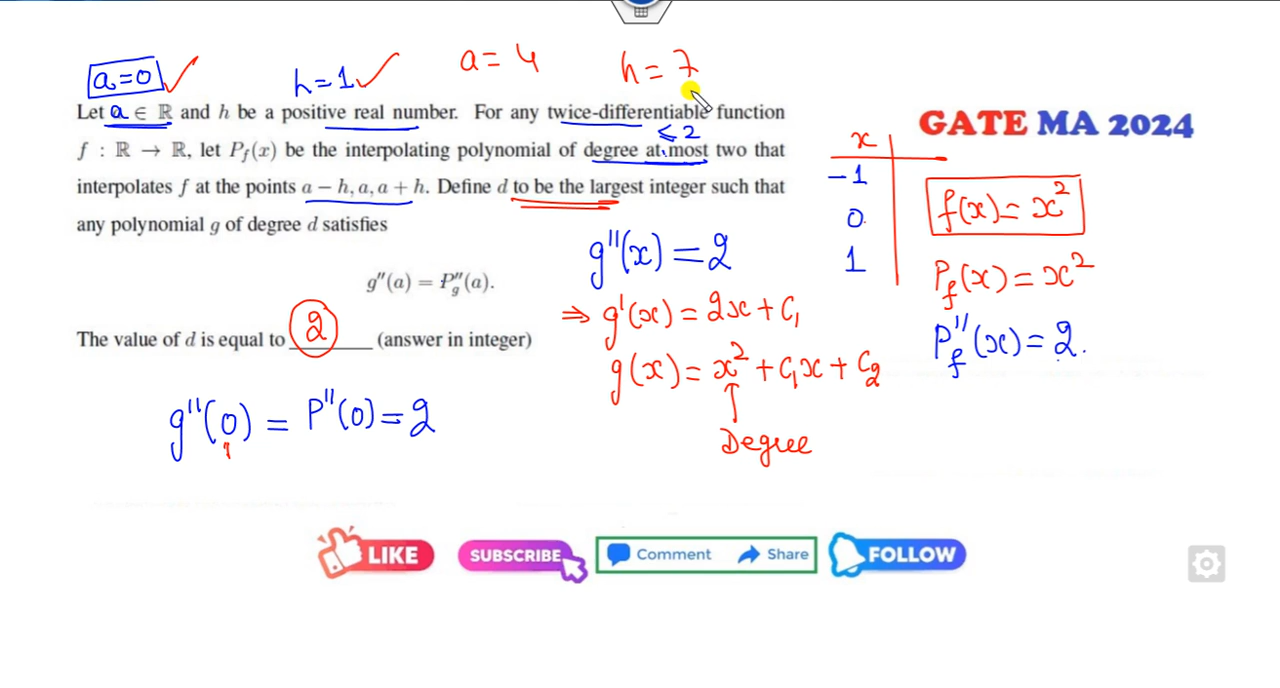 a=0 h=1 a=4 h=7
Let a ∈ ℝ and h be a positive real number. For any twice-differentiable function
≤2
f : ℝ → ℝ, let P_f(x) be the interpolating polynomial of degree at most two that
interpolates f at the points a − h, a, a + h. Define d to be the largest integer such that
any polynomial g of degree d satisfies
g″(a) = P_g″(a).
The value of d is equal to 2 (answer in integer)
g″(0) = P″(0) = 2
g″(x) = 2
⇒ g′(x) = 2x + C₁
g(x) = x² + C₁x + C₂
↑
Degree
GATE MA 2024
x
-1
0
1
f(x) = x²
P_f(x) = x²
P_f″(x) = 2.
LIKE
SUBSCRIBE
Comment Share
FOLLOW